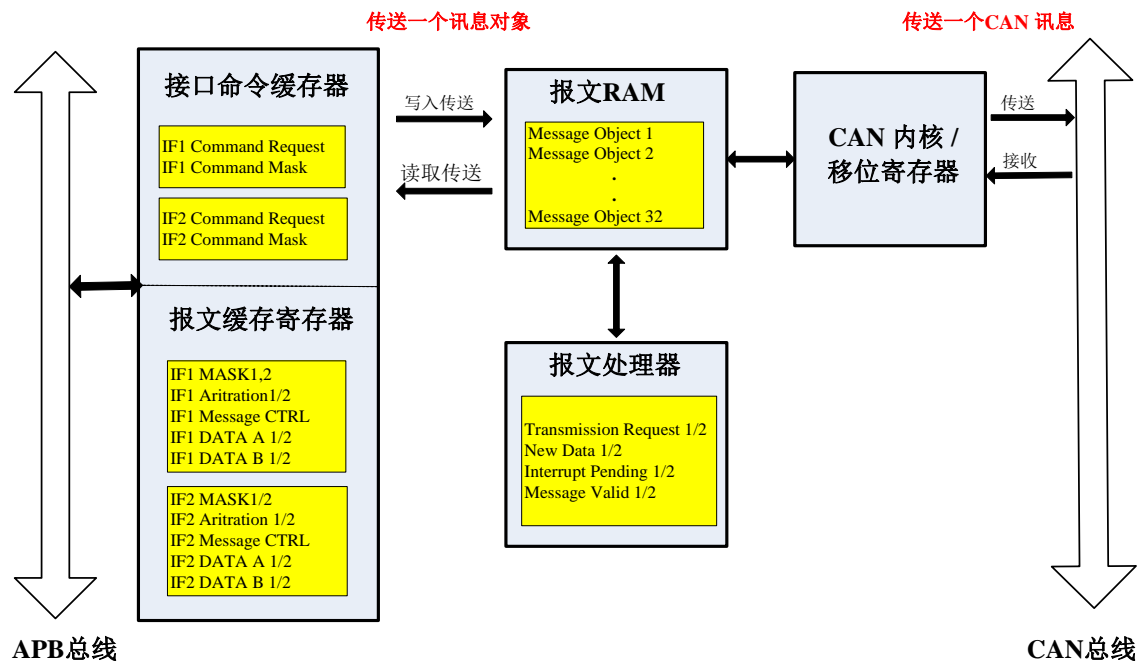 传送一个讯息对象
传送一个CAN 讯息
接口命令缓存器
IF1 Command Request
IF1 Command Mask
IF2 Command Request
IF2 Command Mask
报文缓存寄存器
IF1 MASK1,2
IF1 Aritration1/2
IF1 Message CTRL
IF1 DATA A 1/2
IF1 DATA B 1/2
IF2 MASK1/2
IF2 Aritration 1/2
IF2 Message CTRL
IF2 DATA A 1/2
IF2 DATA B 1/2
写入传送
读取传送
报文RAM
Message Object 1
Message Object 2
.
.
Message Object 32
报文处理器
Transmission Request 1/2
New Data 1/2
Interrupt Pending 1/2
Message Valid 1/2
CAN 内核 /
移位寄存器
传送
接收
APB总线
CAN总线